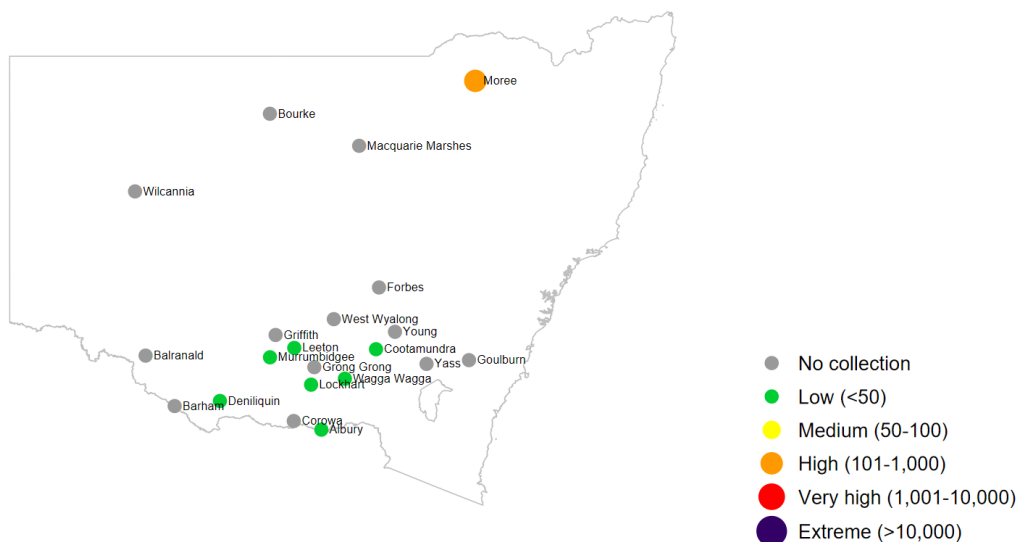 Moree
Bourke
Macquarie Marshes
Wilcannia
Forbes
West Wyalong
Young
Griffith
Leeton
Cootamundra
Balranald
Murrumbidgee
Goulburn
Yass
Grong Grong
Wagga Wagga
Lockhart
Deniliquin
Barham
Corowa
Albury
No collection
Low (<50)
Medium (50-100)
High (101-1,000)
Very high (1,001-10,000)
Extreme (>10,000)